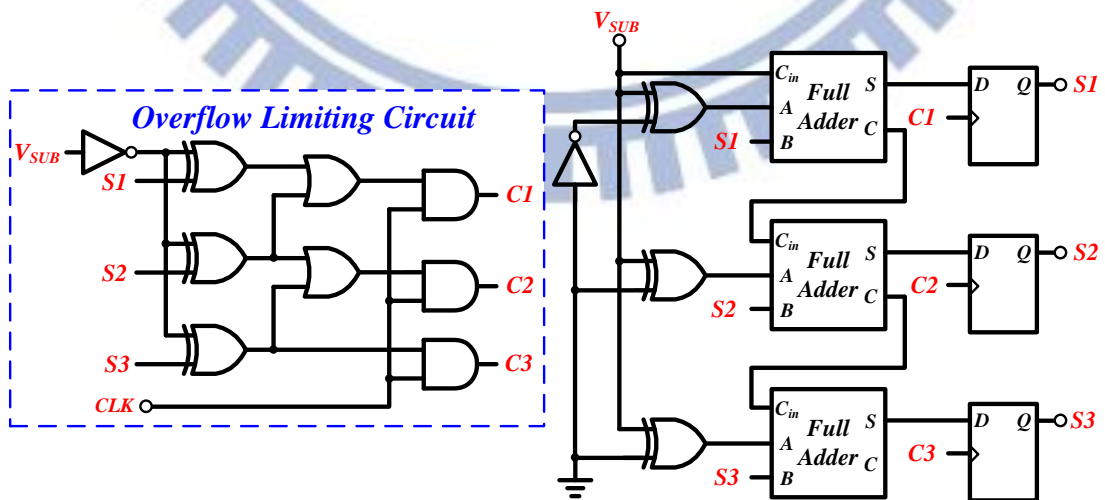 Overflow Limiting Circuit
V_SUB
S1
S2
S3
CLK
C1
C2
C3
V_SUB
C_in
A
B
S
C
Full
Adder
S1
C1
D
Q
S1
C_in
A
B
S
C
Full
Adder
S2
C2
D
Q
S2
C_in
A
B
S
C
Full
Adder
S3
C3
D
Q
S3